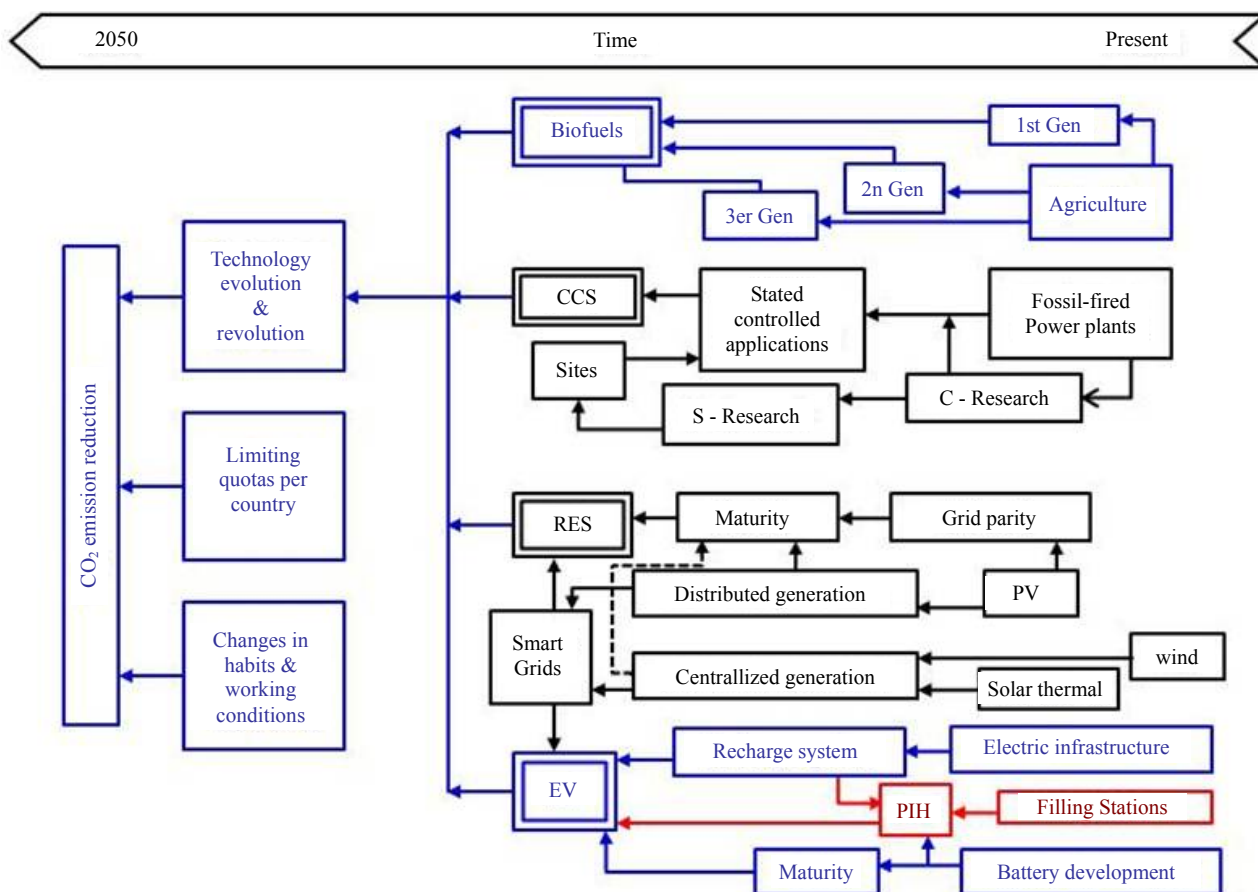 2050 Time Present
Biofuels
1st Gen
2n Gen
3er Gen
Agriculture
Technology
evolution
&
revolution
CCS
Stated
controlled
applications
Fossil-fired
Power plants
Sites
S - Research
C - Research
CO₂ emission reduction
Limiting
quotas per
country
RES
Maturity
Grid parity
Distributed generation
PV
Smart
Grids
Changes in
habits &
working
conditions
Centrallized generation
wind
Solar thermal
Recharge system
Electric infrastructure
EV
PIH
Filling Stations
Maturity
Battery development